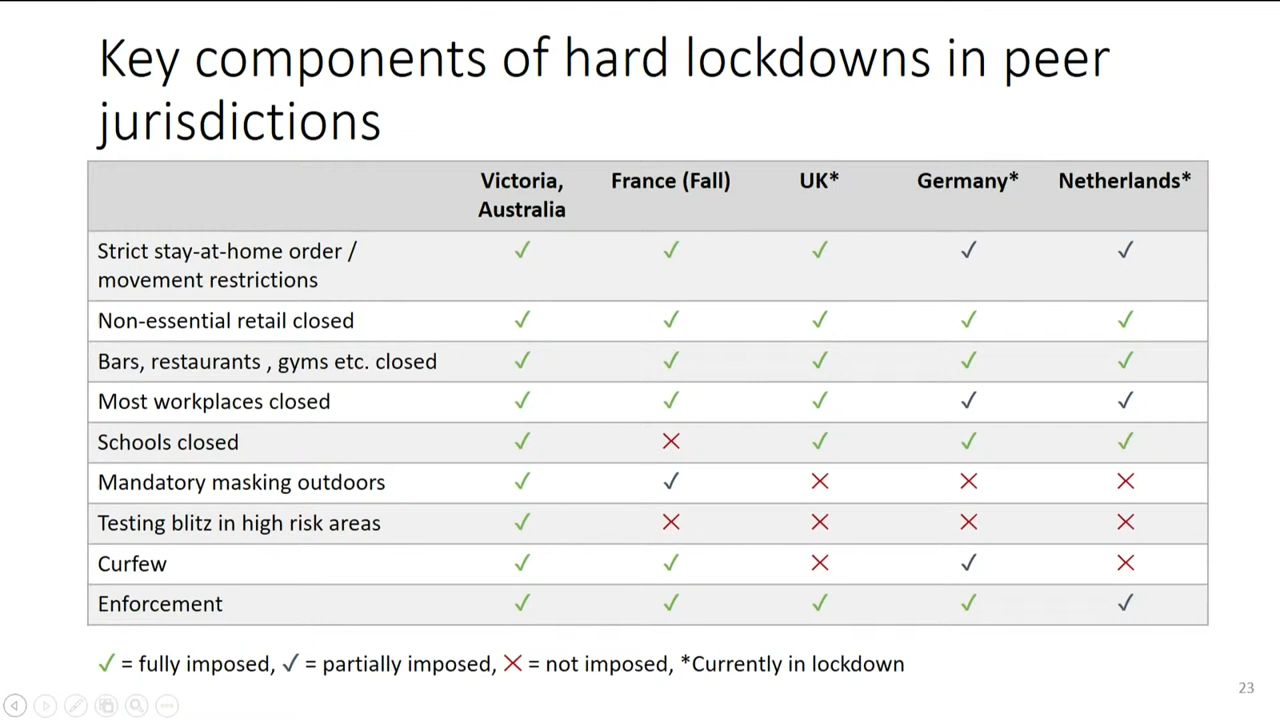 Key components of hard lockdowns in peer
jurisdictions
Victoria, Australia France (Fall) UK* Germany* Netherlands*
Strict stay-at-home order / ✓ ✓ ✓ ✓ ✓
movement restrictions
Non-essential retail closed ✓ ✓ ✓ ✓ ✓
Bars, restaurants , gyms etc. closed ✓ ✓ ✓ ✓ ✓
Most workplaces closed ✓ ✓ ✓ ✓ ✓
Schools closed ✓ ✕ ✓ ✓ ✓
Mandatory masking outdoors ✓ ✓ ✕ ✕ ✕
Testing blitz in high risk areas ✓ ✕ ✕ ✕ ✕
Curfew ✓ ✓ ✕ ✓ ✕
Enforcement ✓ ✓ ✓ ✓ ✓
✓ = fully imposed, ✓ = partially imposed, ✕ = not imposed, *Currently in lockdown
23